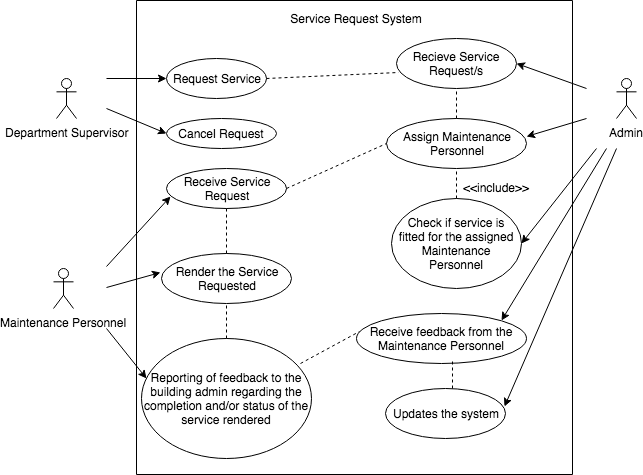 Service Request System
Request Service
Recieve Service
Request/s
Department Supervisor
Cancel Request
Assign Maintenance
Personnel
Admin
Receive Service
Request
<<include>>
Check if service is
fitted for the assigned
Maintenance
Personnel
Render the Service
Requested
Maintenance Personnel
Receive feedback from the
Maintenance Personnel
Reporting of feedback to the
building admin regarding the
completion and/or status of the
service rendered
Updates the system